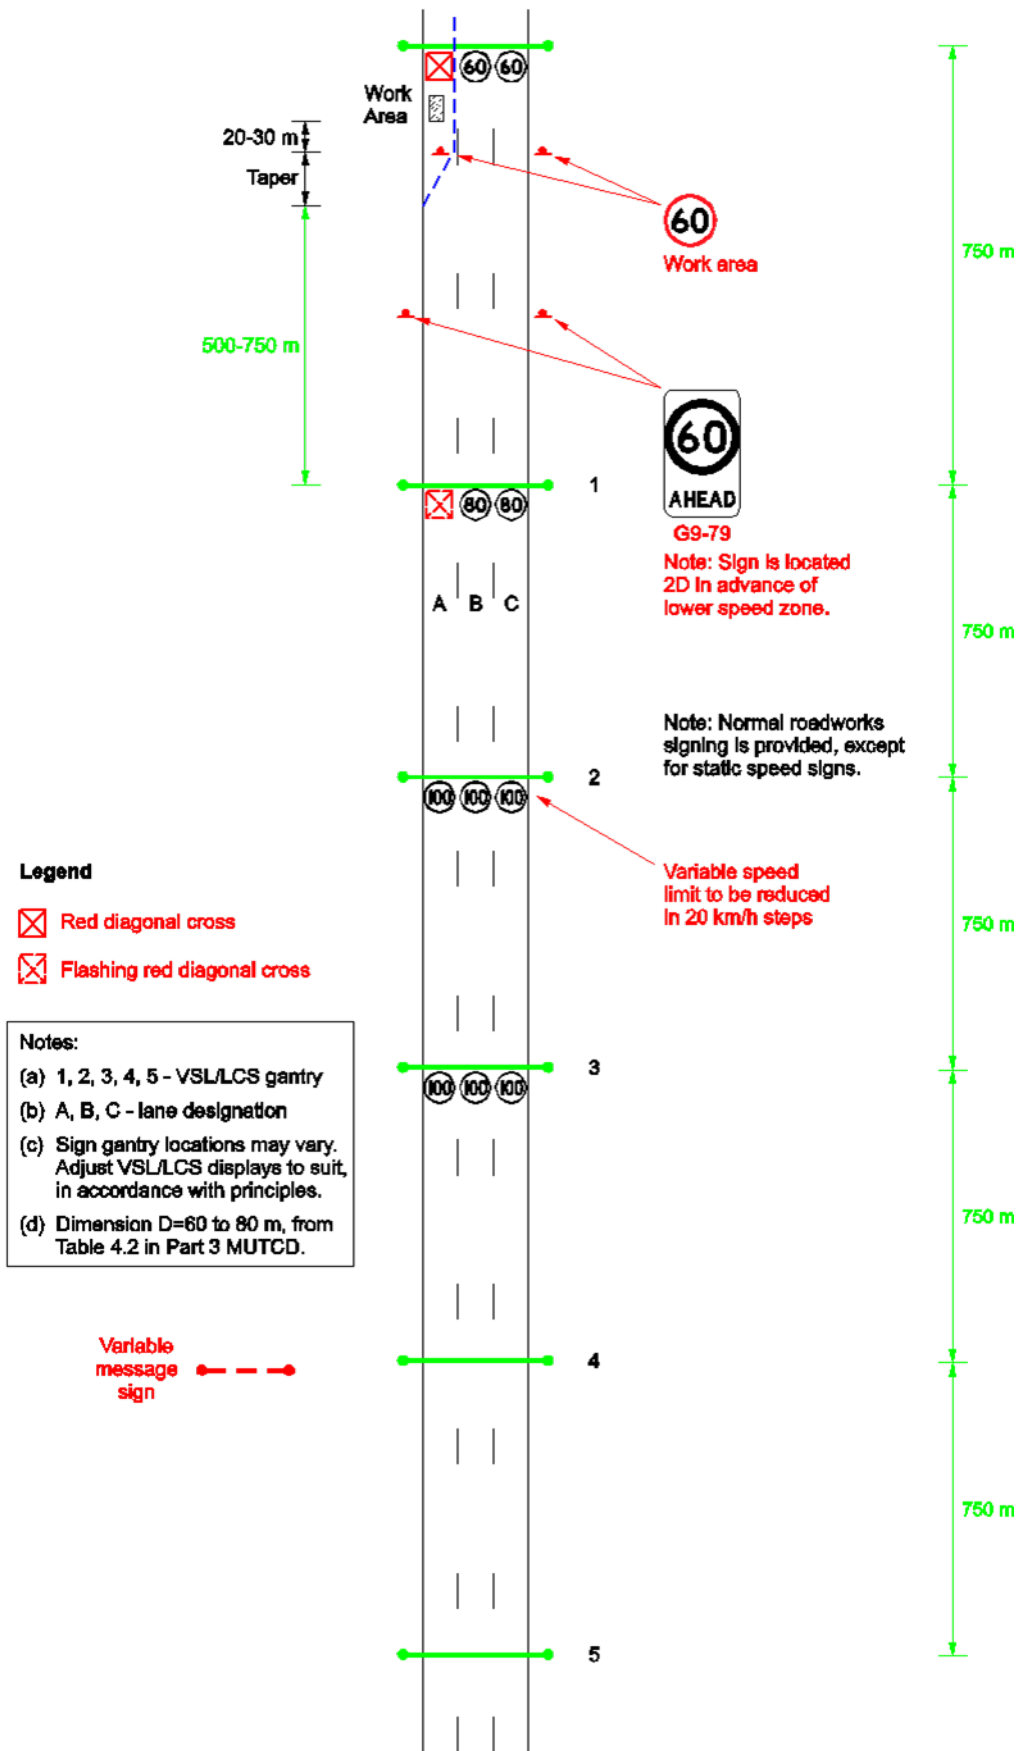 60 60
Work
Area
20-30 m
Taper
60
Work area
750 m
500-750 m
60
AHEAD
1
80 80
G9-79
Note: Sign is located
2D in advance of
lower speed zone.
A B C
750 m
Note: Normal roadworks
signing is provided, except
for static speed signs.
2
100 100 100
Variable speed
limit to be reduced
in 20 km/h steps
750 m
Legend
Red diagonal cross
Flashing red diagonal cross
Notes:
(a) 1, 2, 3, 4, 5 - VSL/LCS gantry
(b) A, B, C - lane designation
(c) Sign gantry locations may vary.
Adjust VSL/LCS displays to suit,
in accordance with principles.
(d) Dimension D=60 to 80 m, from
Table 4.2 in Part 3 MUTCD.
3
100 100 100
750 m
Variable
message
sign
4
750 m
5